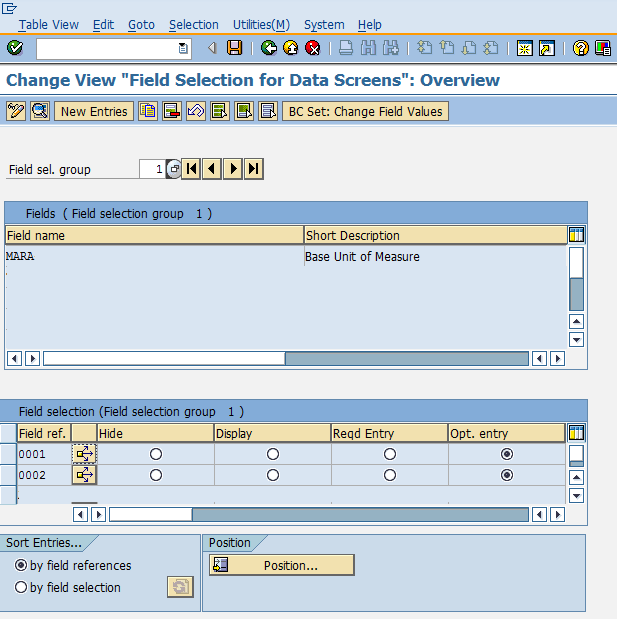 Table View Edit Goto Selection Utilities(M) System Help
Change View "Field Selection for Data Screens": Overview
New Entries BC Set: Change Field Values
Field sel. group 1
Fields ( Field selection group 1 )
Field name Short Description
MARA Base Unit of Measure
Field selection (Field selection group 1 )
Field ref. Hide Display Reqd Entry Opt. entry
0001
0002
Sort Entries... Position
by field references Position...
by field selection